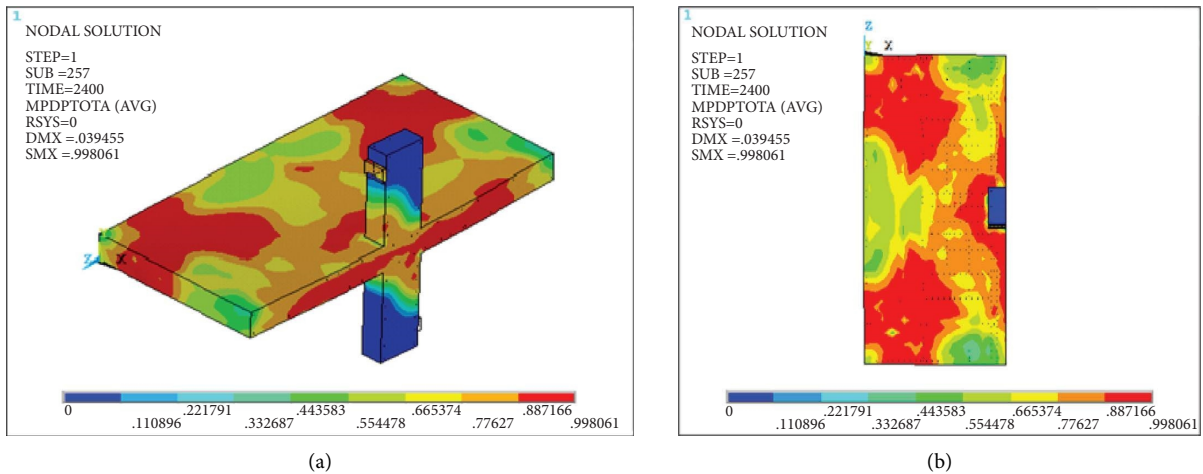 1
NODAL SOLUTION
STEP=1
SUB =257
TIME=2400
MPDPTOTA (AVG)
RSYS=0
DMX =.039455
SMX =.998061
Z X
0 .221791 .443583 .665374 .887166
.110896 .332687 .554478 .77627 .998061
(a)
1
NODAL SOLUTION
STEP=1
SUB =257
TIME=2400
MPDPTOTA (AVG)
RSYS=0
DMX =.039455
SMX =.998061
Z
Y X
0 .221791 .443583 .665374 .887166
.110896 .332687 .554478 .77627 .998061
(b)